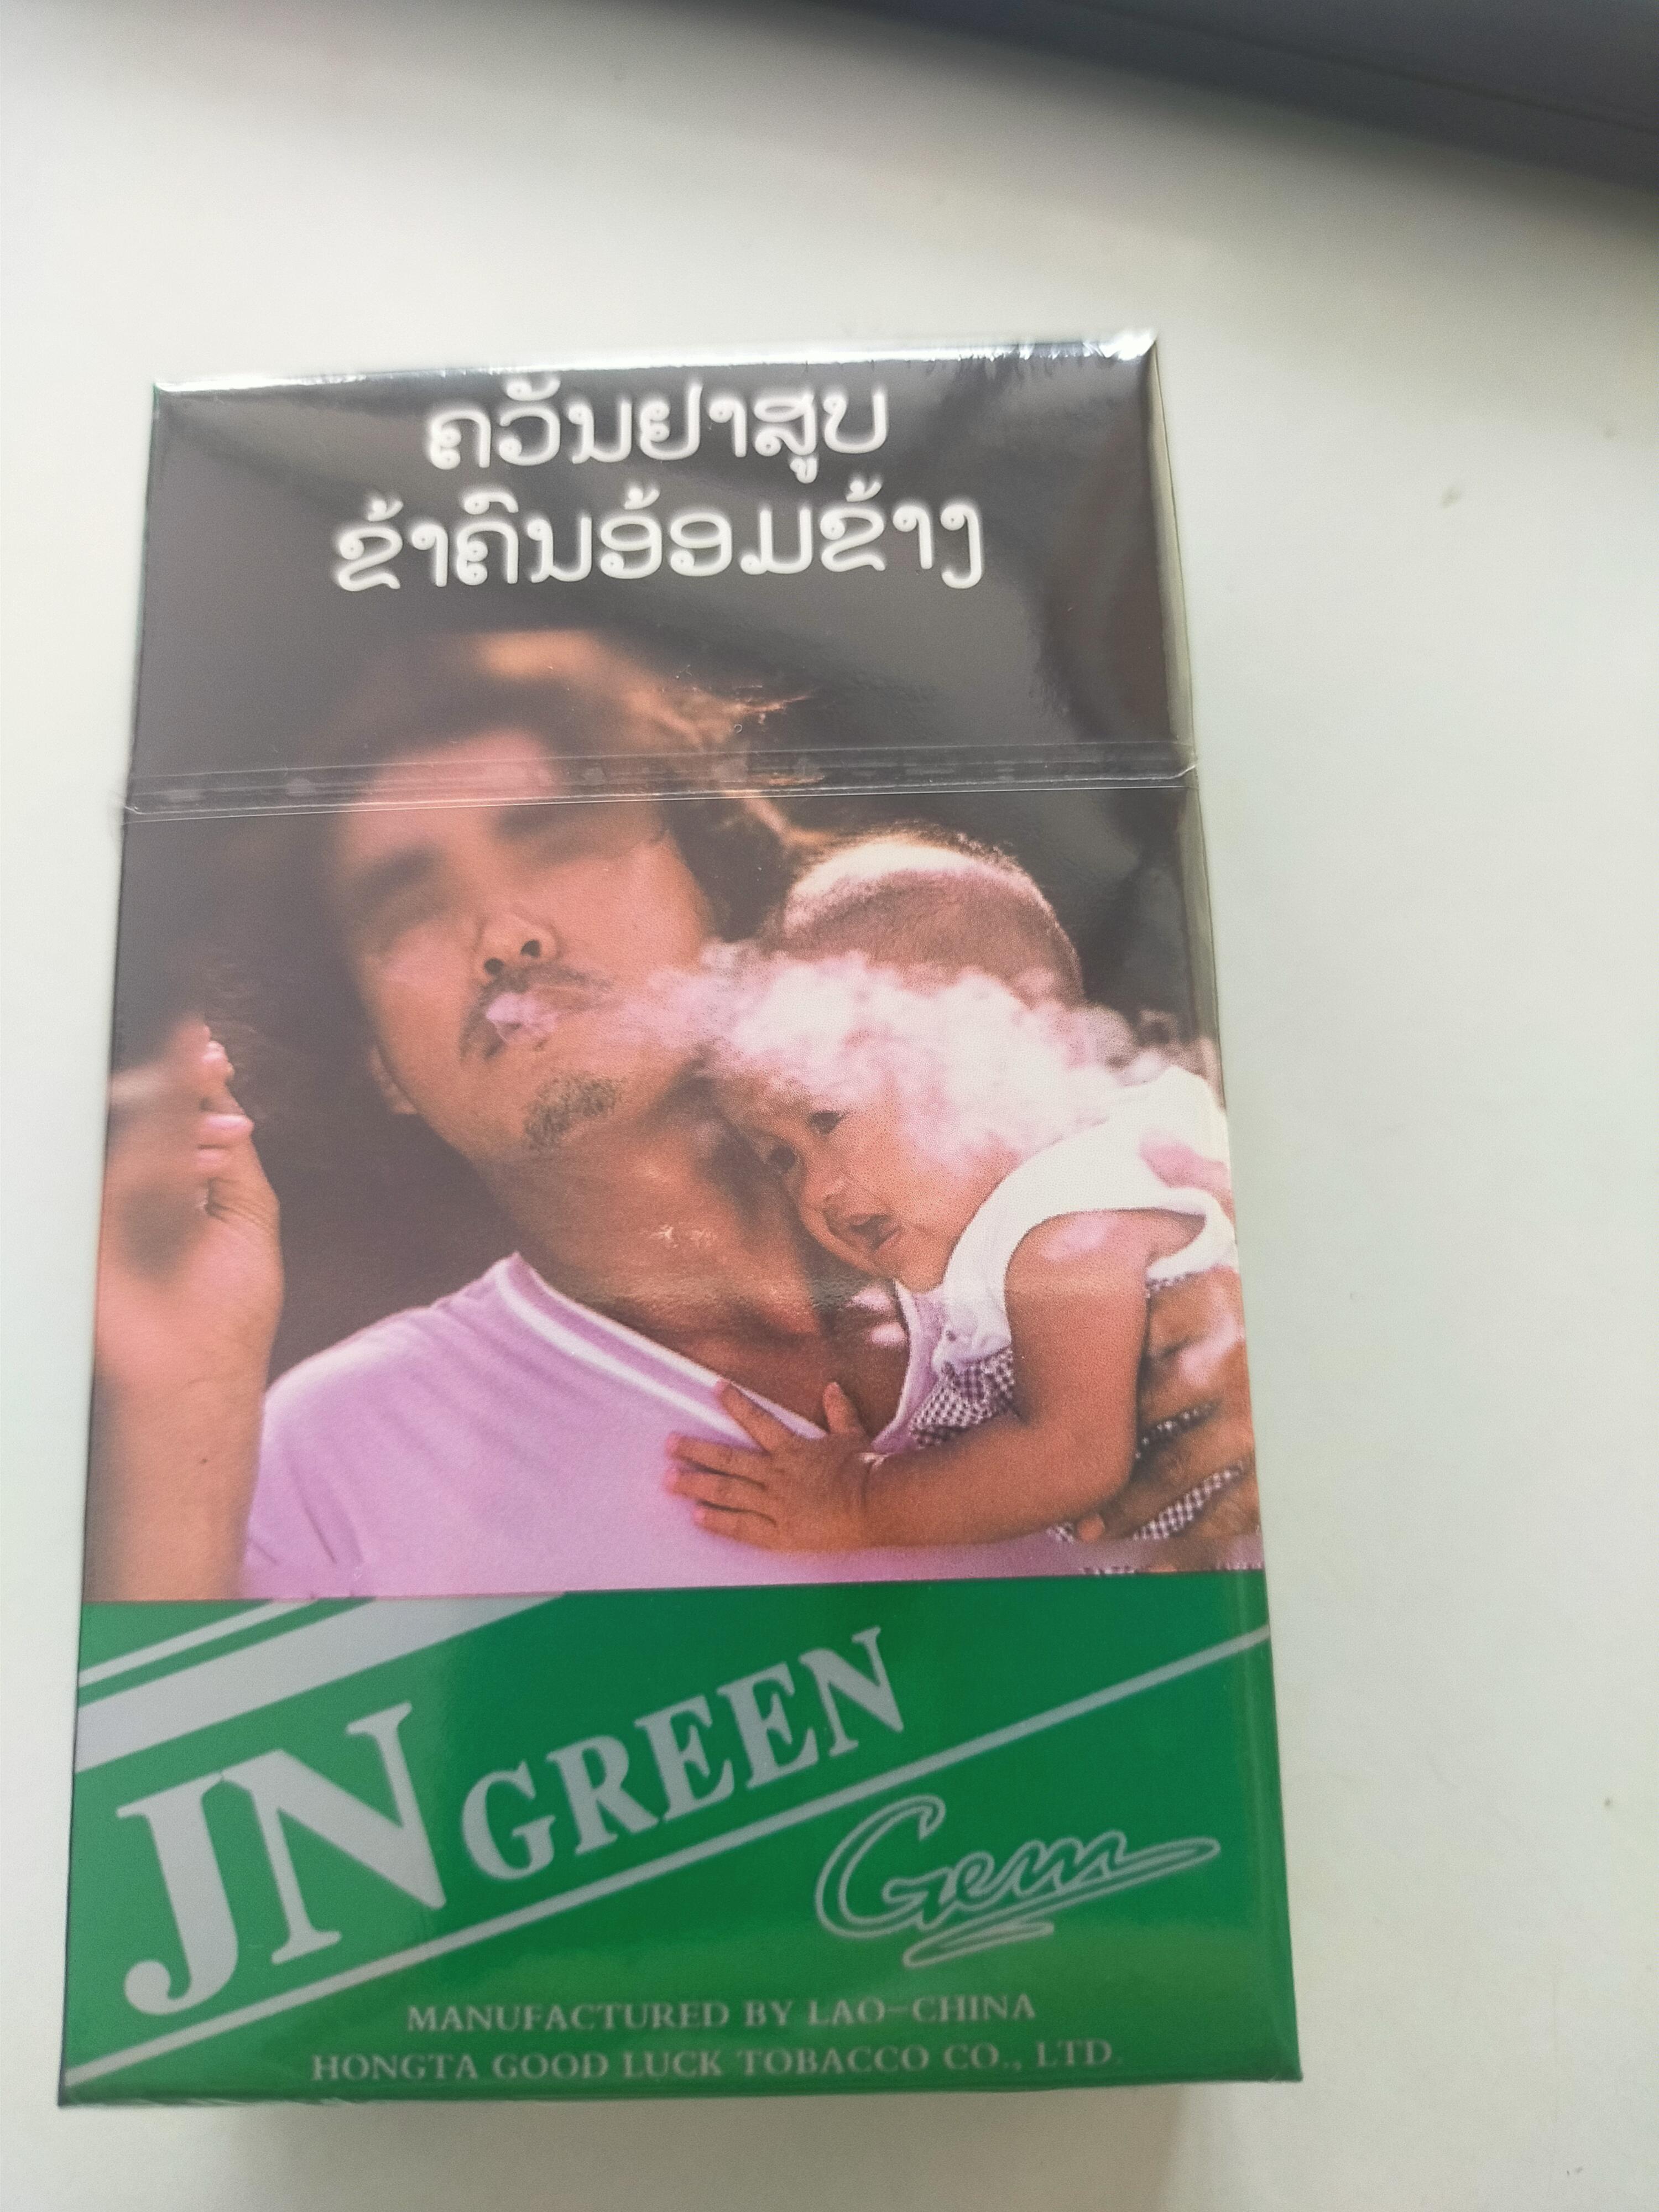 ຄວັນຢາສູບ
ຂ້າຄົນອ້ອມຂ້າງ
JN GREEN
Gem
MANUFACTURED BY LAO-CHINA
HONGTA GOOD LUCK TOBACCO CO., LTD.